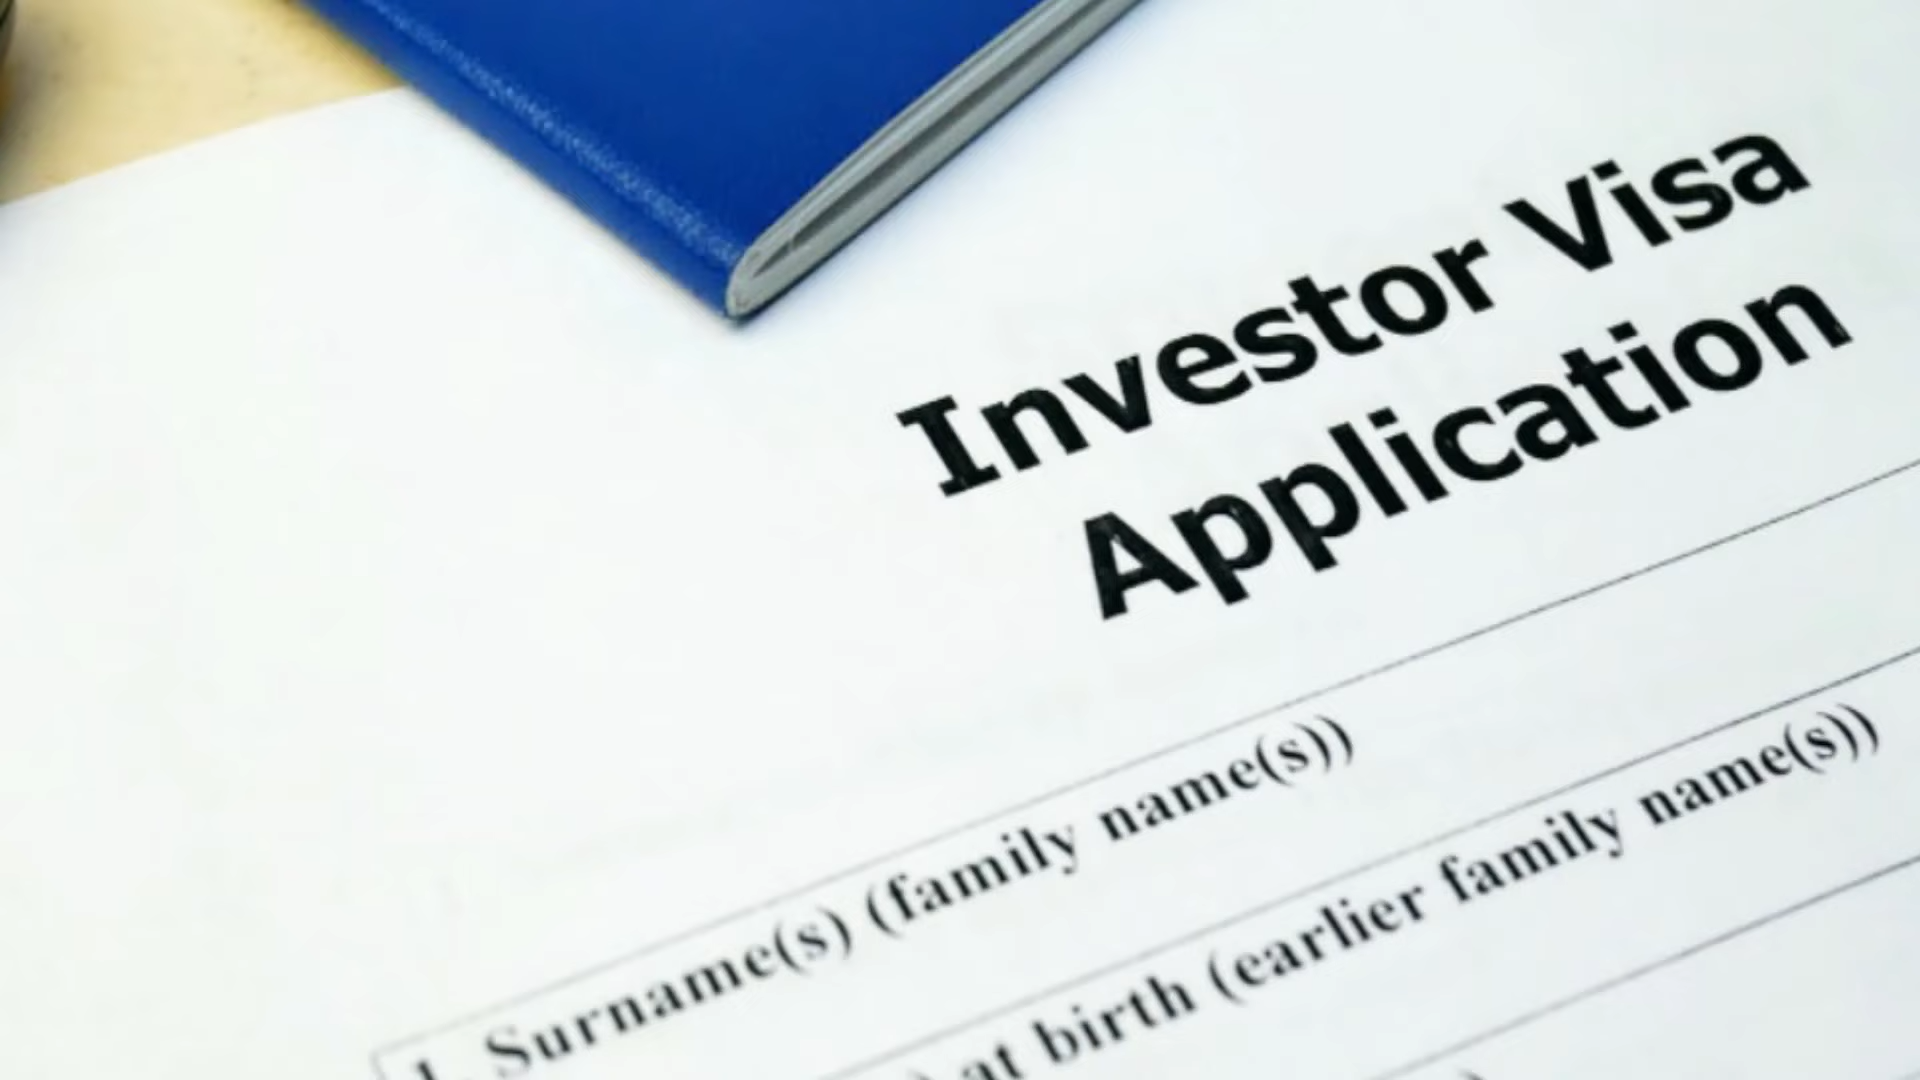 Investor Visa
Application
1. Surname(s) (family name(s))
at birth (earlier family name(s))